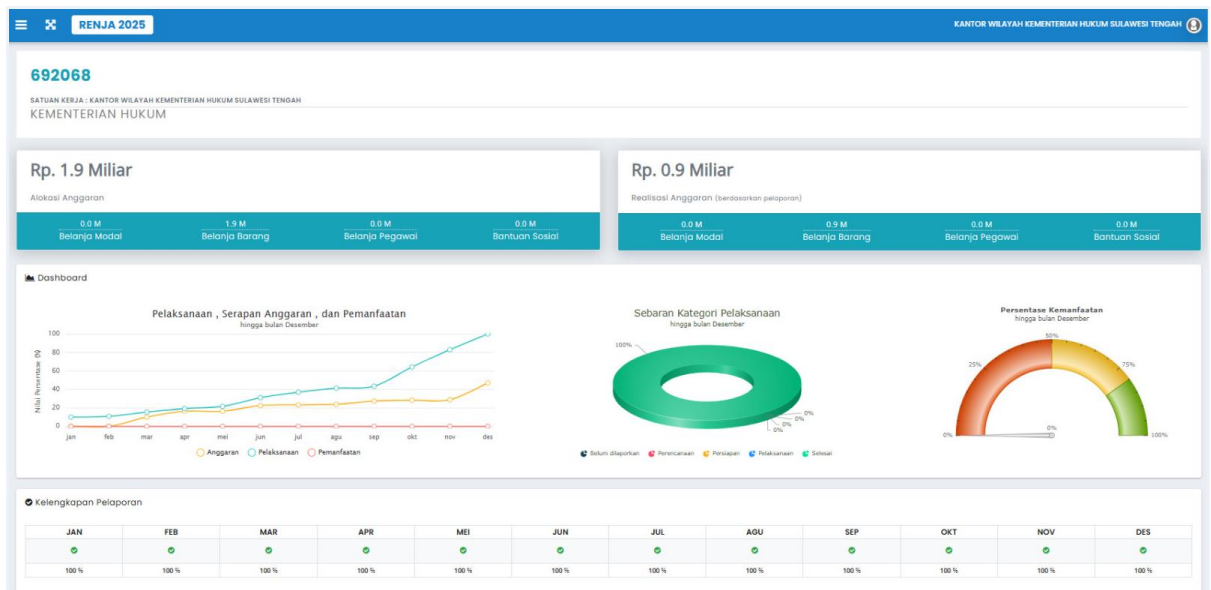 RENJA 2025
KANTOR WILAYAH KEMENTERIAN HUKUM SULAWESI TENGAH
692068
SATUAN KERJA : KANTOR WILAYAH KEMENTERIAN HUKUM SULAWESI TENGAH
KEMENTERIAN HUKUM
Rp. 1.9 Miliar
Alokasi Anggaran
0.0 M 1.9 M 0.0 M 0.0 M
Belanja Modal Belanja Barang Belanja Pegawai Bantuan Sosial
Rp. 0.9 Miliar
Realisasi Anggaran (berdasarkan pelaporan)
0.0 M 0.9 M 0.0 M 0.0 M
Belanja Modal Belanja Barang Belanja Pegawai Bantuan Sosial
Dashboard
Pelaksanaan , Serapan Anggaran , dan Pemanfaatan
hingga bulan Desember
Nilai Persentase (%)
100
80
60
40
20
0
jan feb mar apr mei jun jul agu sep okt nov des
Anggaran Pelaksanaan Pemanfaatan
Sebaran Kategori Pelaksanaan
hingga bulan Desember
100%
0%
0%
0%
0%
Belum dilaporkan Perencanaan Persiapan Pelaksanaan Selesai
Persentase Kemanfaatan
hingga bulan Desember
50%
25% 75%
0% 0% 100%
Kelengkapan Pelaporan
JAN FEB MAR APR MEI JUN JUL AGU SEP OKT NOV DES
100 % 100 % 100 % 100 % 100 % 100 % 100 % 100 % 100 % 100 % 100 % 100 %